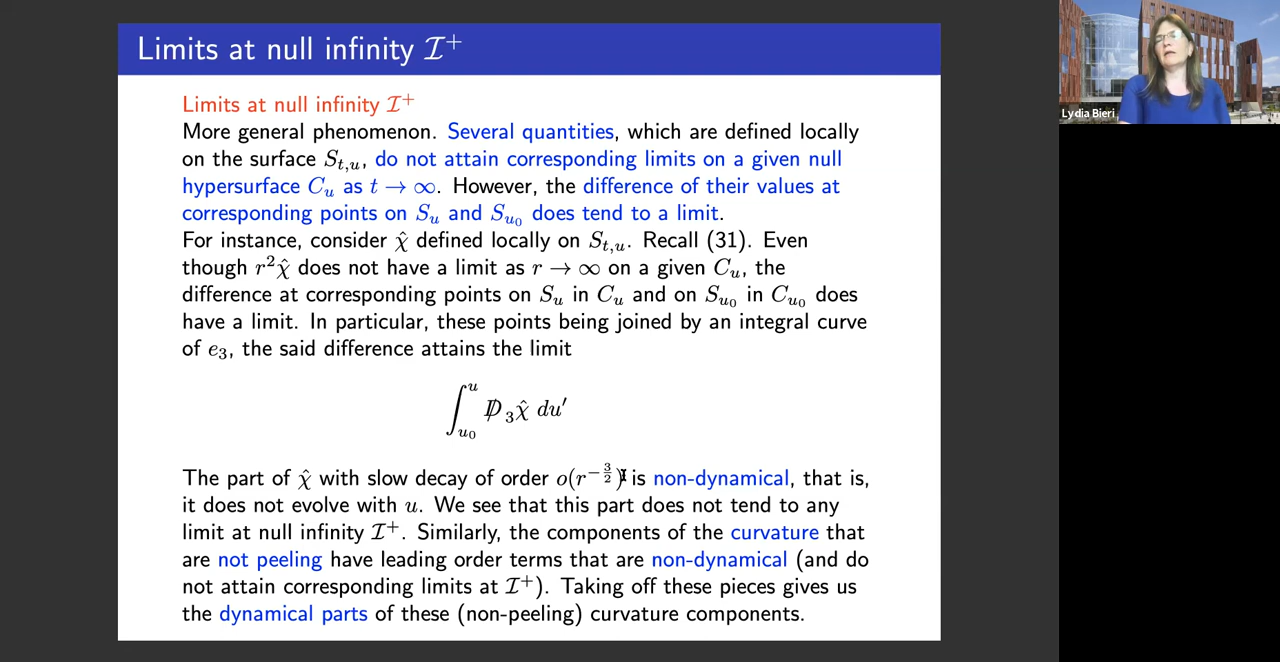 Limits at null infinity ℐ⁺
Limits at null infinity ℐ⁺
More general phenomenon. Several quantities, which are defined locally
on the surface S_{t,u}, do not attain corresponding limits on a given null
hypersurface C_u as t → ∞. However, the difference of their values at
corresponding points on S_u and S_{u_0} does tend to a limit.
For instance, consider χ̂ defined locally on S_{t,u}. Recall (31). Even
though r²χ̂ does not have a limit as r → ∞ on a given C_u, the
difference at corresponding points on S_u in C_u and on S_{u_0} in C_{u_0} does
have a limit. In particular, these points being joined by an integral curve
of e_3, the said difference attains the limit
∫_{u_0}^{u} D̸_3 χ̂ du′
The part of χ̂ with slow decay of order o(r^{-3/2}) is non-dynamical, that is,
it does not evolve with u. We see that this part does not tend to any
limit at null infinity ℐ⁺. Similarly, the components of the curvature that
are not peeling have leading order terms that are non-dynamical (and do
not attain corresponding limits at ℐ⁺). Taking off these pieces gives us
the dynamical parts of these (non-peeling) curvature components.
Lydia Bieri